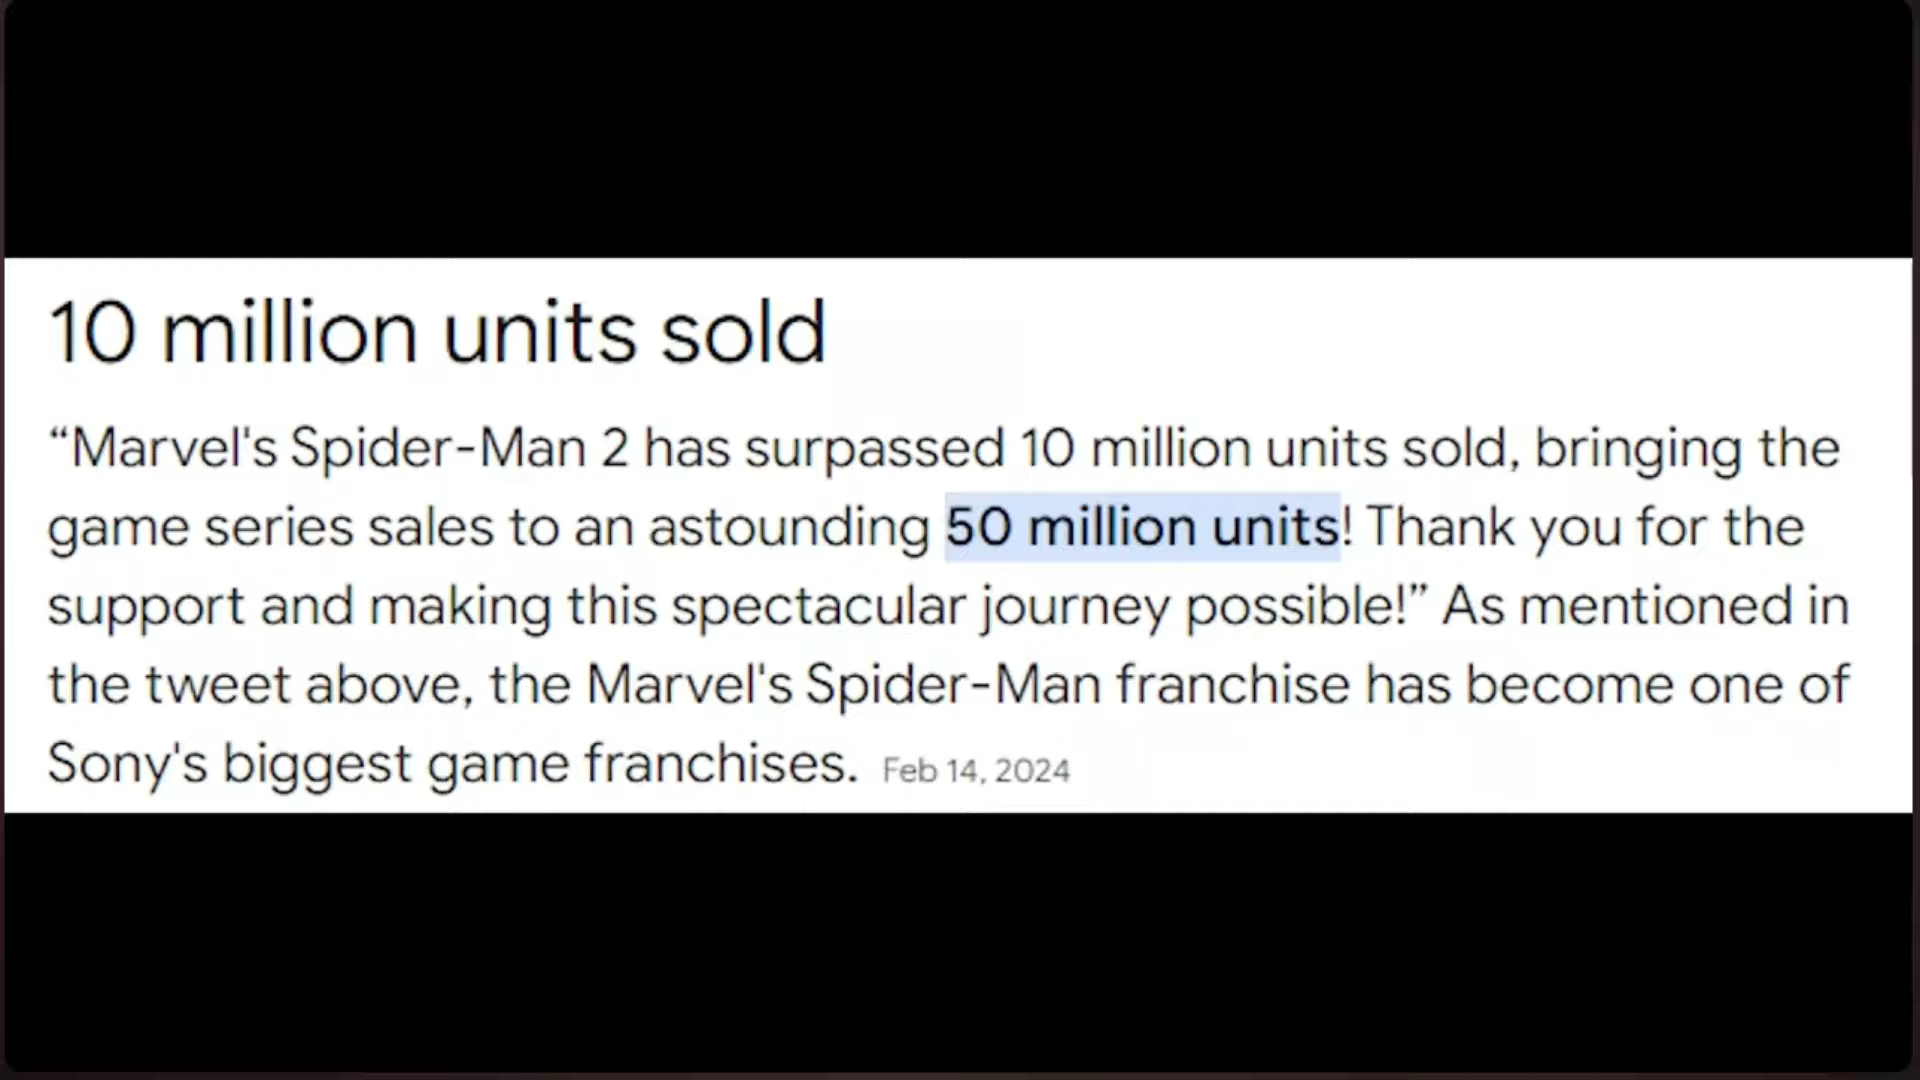 10 million units sold
“Marvel's Spider-Man 2 has surpassed 10 million units sold, bringing the
game series sales to an astounding 50 million units! Thank you for the
support and making this spectacular journey possible!” As mentioned in
the tweet above, the Marvel's Spider-Man franchise has become one of
Sony's biggest game franchises. Feb 14, 2024